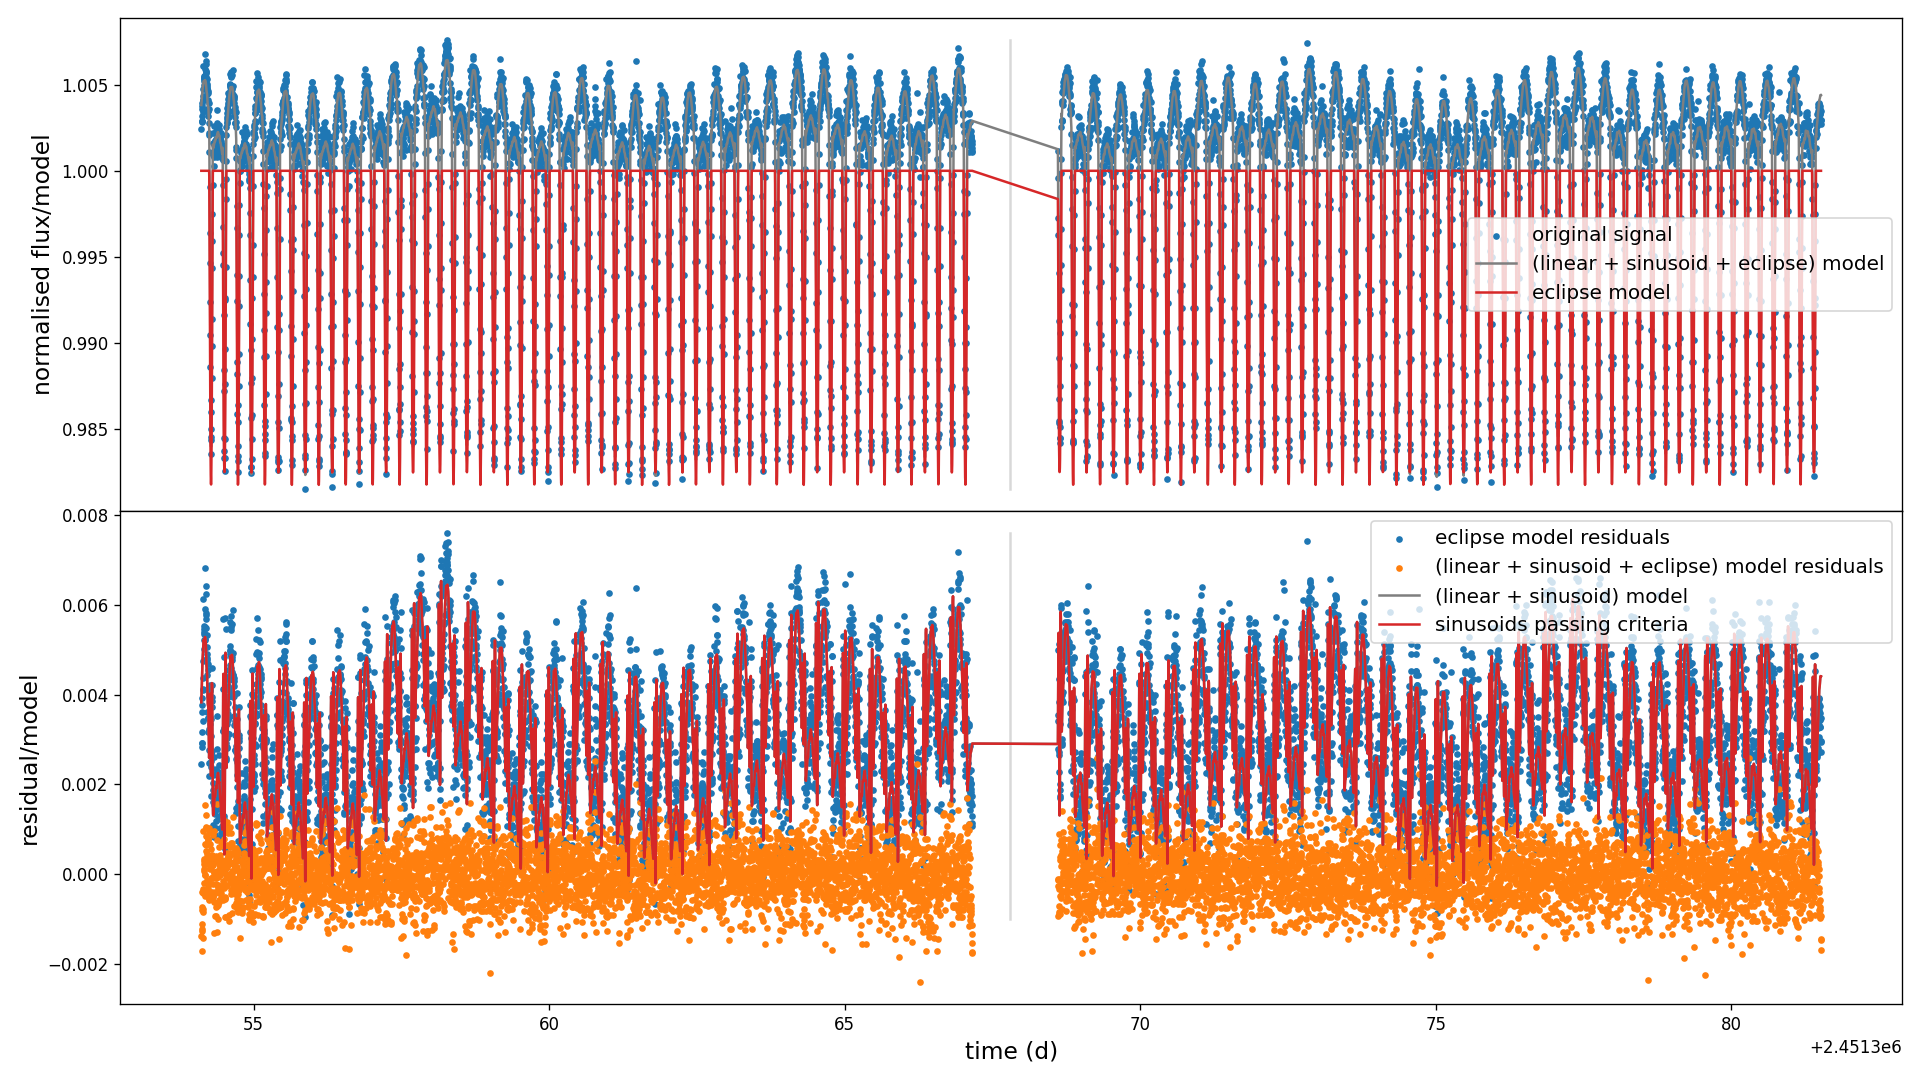 normalised flux/model
1.005
1.000
0.995
0.990
0.985
original signal
(linear + sinusoid + eclipse) model
eclipse model
residual/model
0.008
0.006
0.004
0.002
0.000
−0.002
eclipse model residuals
(linear + sinusoid + eclipse) model residuals
(linear + sinusoid) model
sinusoids passing criteria
55 60 65 70 75 80
time (d)
+2.4513e6